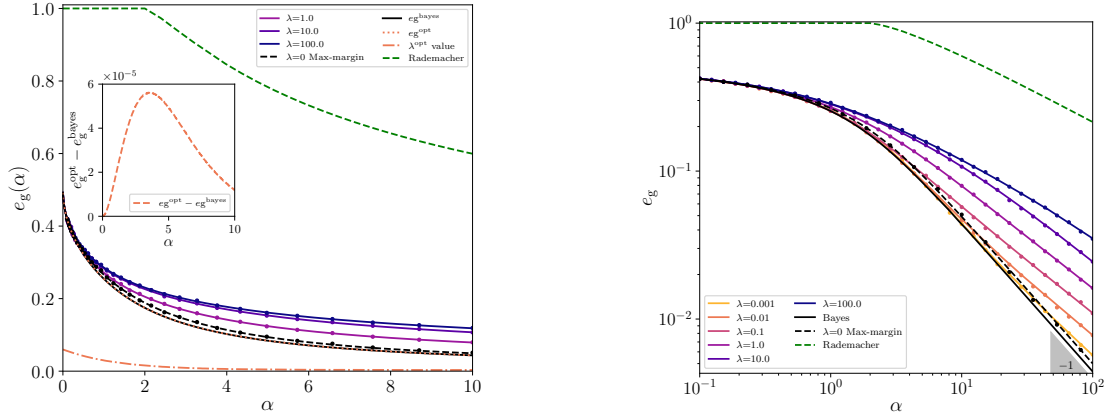 1.0
0.8
0.6
0.4
0.2
0.0
e_g(α)
0
2
4
6
8
10
α
λ=1.0
λ=10.0
λ=100.0
λ=0 Max-margin
eg^bayes
eg^opt
λ^opt value
Rademacher
×10^−5
6
4
2
0
e_g^opt − e_g^bayes
0
5
10
α
eg^opt − eg^bayes
10^0
10^−1
10^−2
e_g
10^−1
10^0
10^1
10^2
α
λ=0.001
λ=0.01
λ=0.1
λ=1.0
λ=10.0
λ=100.0
Bayes
λ=0 Max-margin
Rademacher
−1